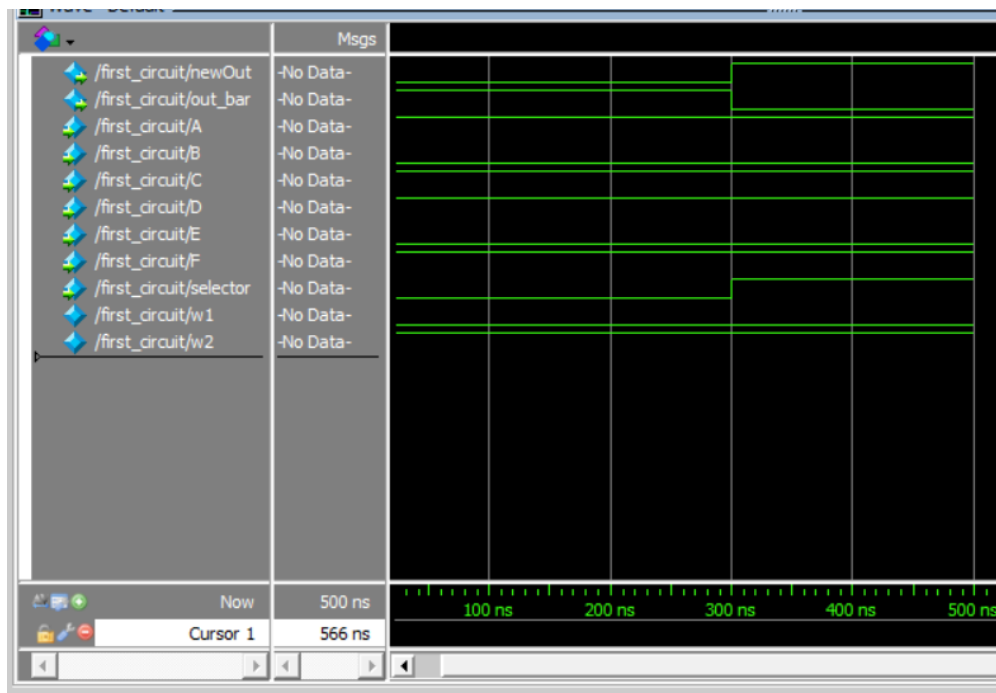 Wave - Default
Msgs
/first_circuit/newOut -No Data-
/first_circuit/out_bar -No Data-
/first_circuit/A -No Data-
/first_circuit/B -No Data-
/first_circuit/C -No Data-
/first_circuit/D -No Data-
/first_circuit/E -No Data-
/first_circuit/F -No Data-
/first_circuit/selector -No Data-
/first_circuit/w1 -No Data-
/first_circuit/w2 -No Data-
Now 500 ns 100 ns 200 ns 300 ns 400 ns 500 ns
Cursor 1 566 ns